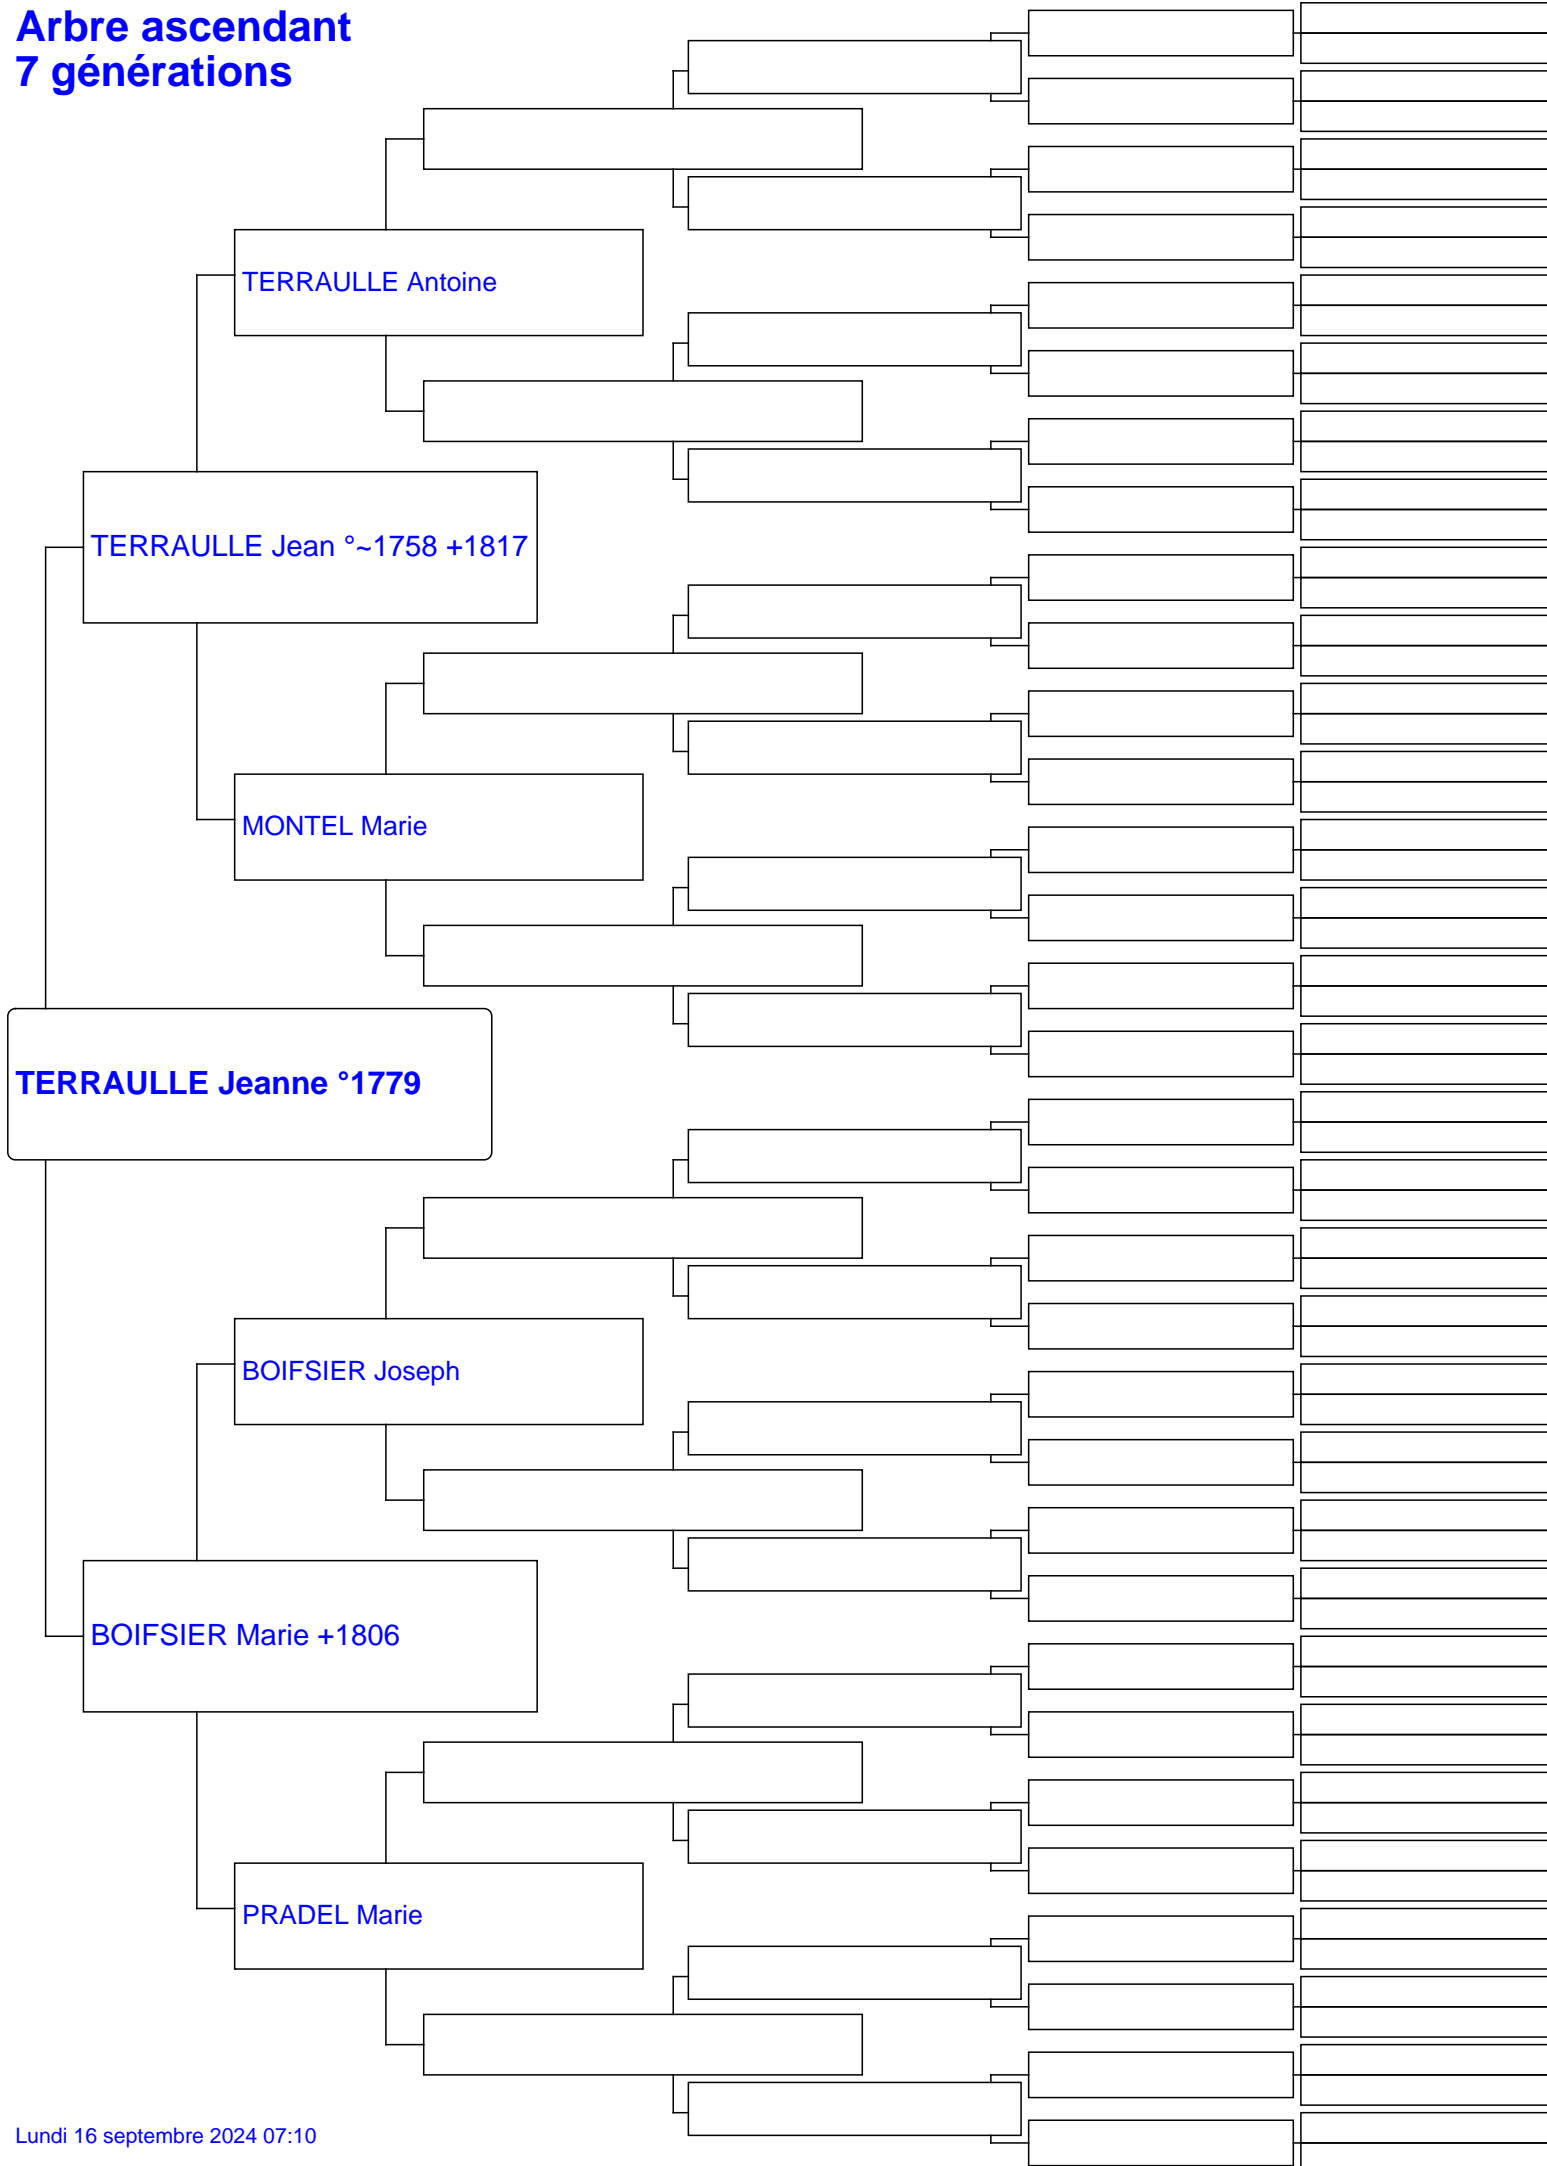 Arbre ascendant
7 générations
TERRAULLE Antoine
TERRAULLE Jean °~1758 +1817
MONTEL Marie
TERRAULLE Jeanne °1779
BOIFSIER Joseph
BOIFSIER Marie +1806
PRADEL Marie
Lundi 16 septembre 2024 07:10